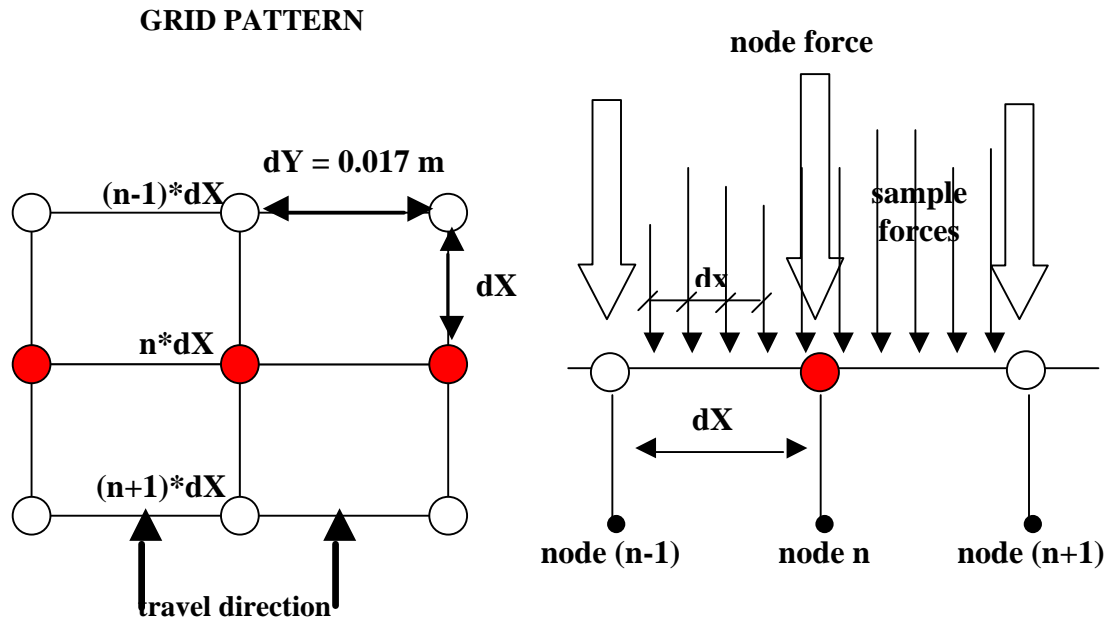 GRID PATTERN
dY = 0.017 m
(n-1)*dX
dX
n*dX
(n+1)*dX
travel direction
node force
sample
forces
dx
dX
node (n-1)
node n
node (n+1)